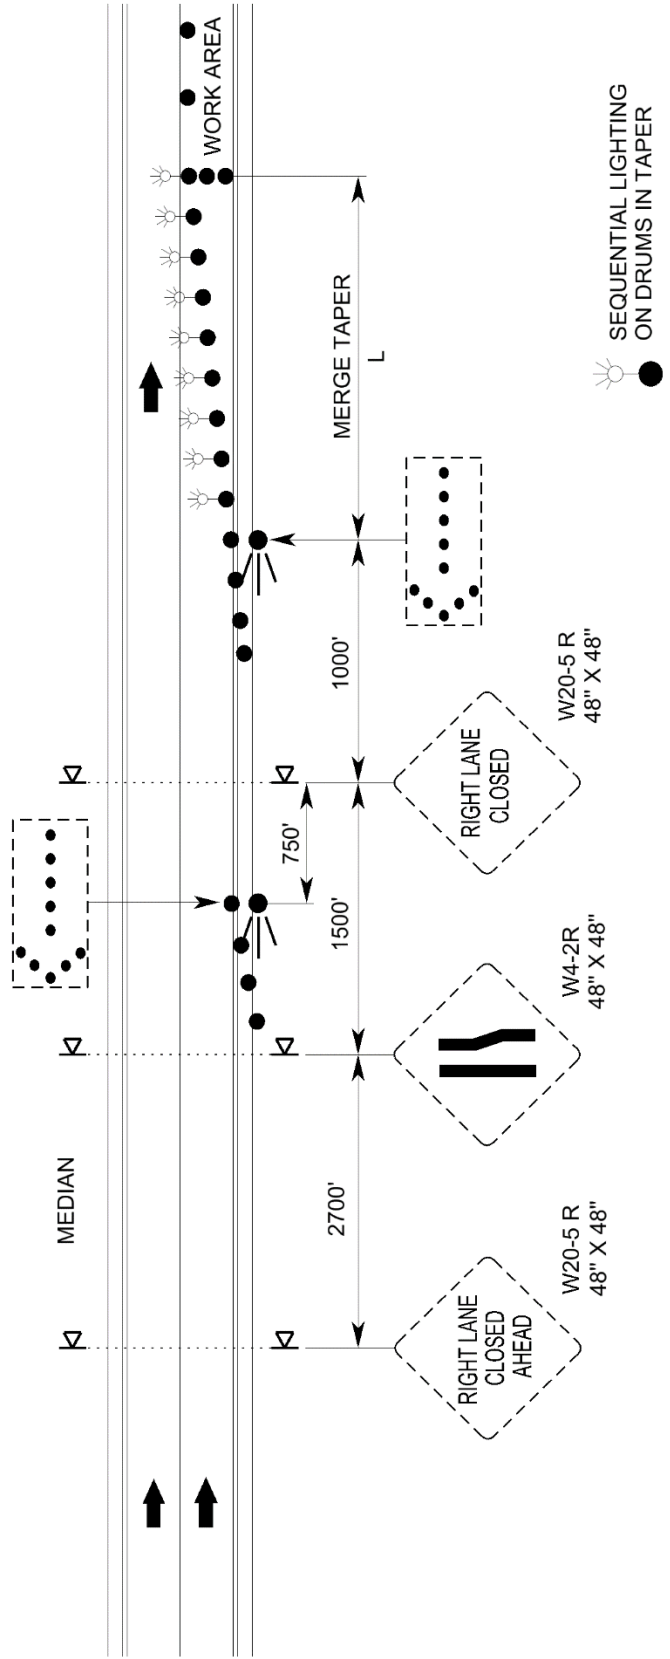 WORK AREA
MERGE TAPER
L
SEQUENTIAL LIGHTING
ON DRUMS IN TAPER
1000'
750'
1500'
2700'
MEDIAN
RIGHT LANE
CLOSED
W20-5 R
48" X 48"
W4-2R
48" X 48"
RIGHT LANE
CLOSED
AHEAD
W20-5 R
48" X 48"